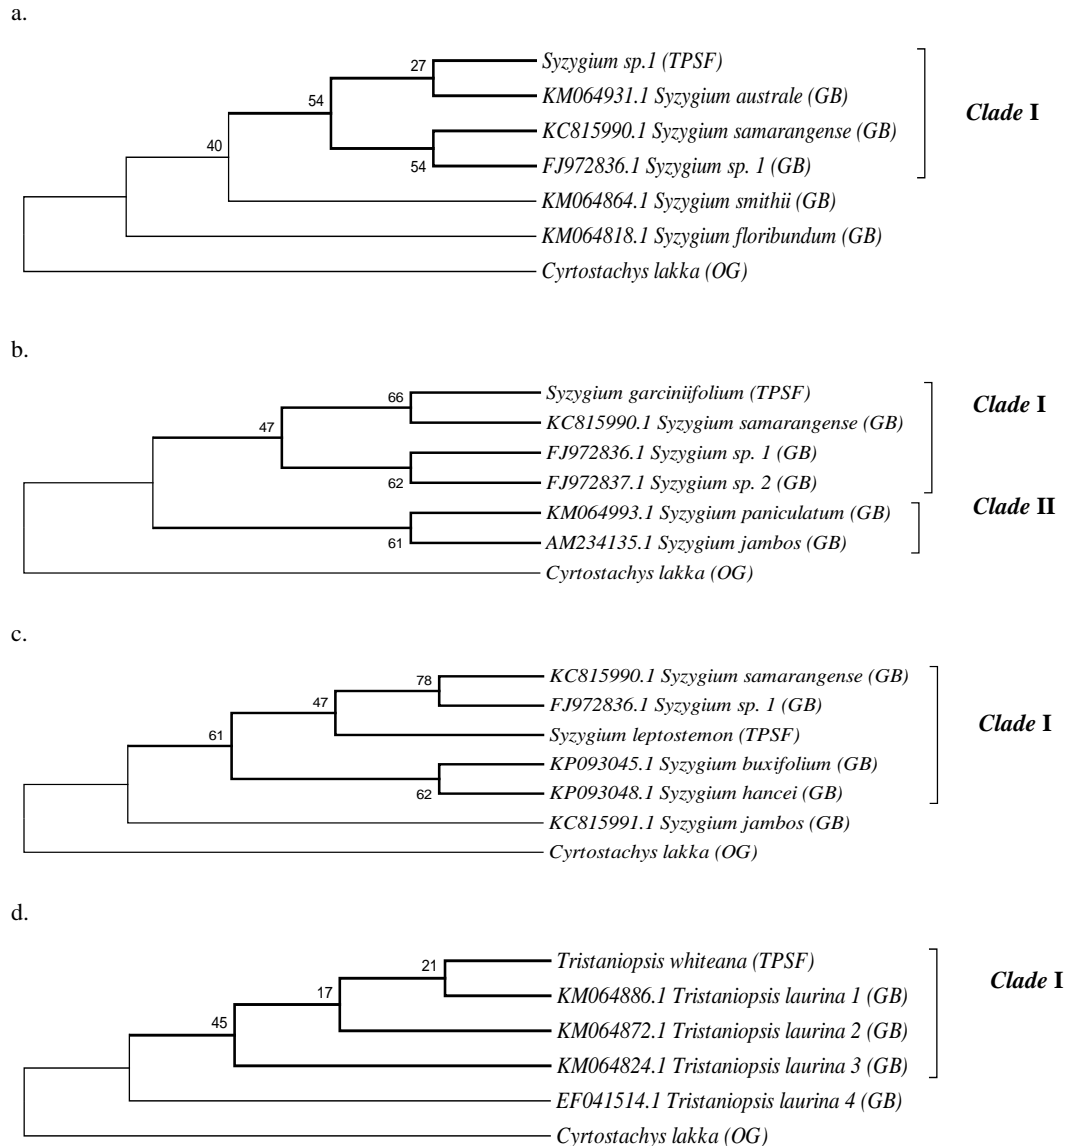 a.
27
Syzygium sp.1 (TPSF)
54
KM064931.1 Syzygium australe (GB)
Clade I
40
KC815990.1 Syzygium samarangense (GB)
54
FJ972836.1 Syzygium sp. 1 (GB)
KM064864.1 Syzygium smithii (GB)
KM064818.1 Syzygium floribundum (GB)
Cyrtostachys lakka (OG)
b.
66
Syzygium garciniifolium (TPSF)
Clade I
47
KC815990.1 Syzygium samarangense (GB)
FJ972836.1 Syzygium sp. 1 (GB)
62
FJ972837.1 Syzygium sp. 2 (GB)
Clade II
KM064993.1 Syzygium paniculatum (GB)
61
AM234135.1 Syzygium jambos (GB)
Cyrtostachys lakka (OG)
c.
78
KC815990.1 Syzygium samarangense (GB)
47
FJ972836.1 Syzygium sp. 1 (GB)
Clade I
61
Syzygium leptostemon (TPSF)
KP093045.1 Syzygium buxifolium (GB)
62
KP093048.1 Syzygium hancei (GB)
KC815991.1 Syzygium jambos (GB)
Cyrtostachys lakka (OG)
d.
21
Tristaniopsis whiteana (TPSF)
Clade I
17
KM064886.1 Tristaniopsis laurina 1 (GB)
45
KM064872.1 Tristaniopsis laurina 2 (GB)
KM064824.1 Tristaniopsis laurina 3 (GB)
EF041514.1 Tristaniopsis laurina 4 (GB)
Cyrtostachys lakka (OG)